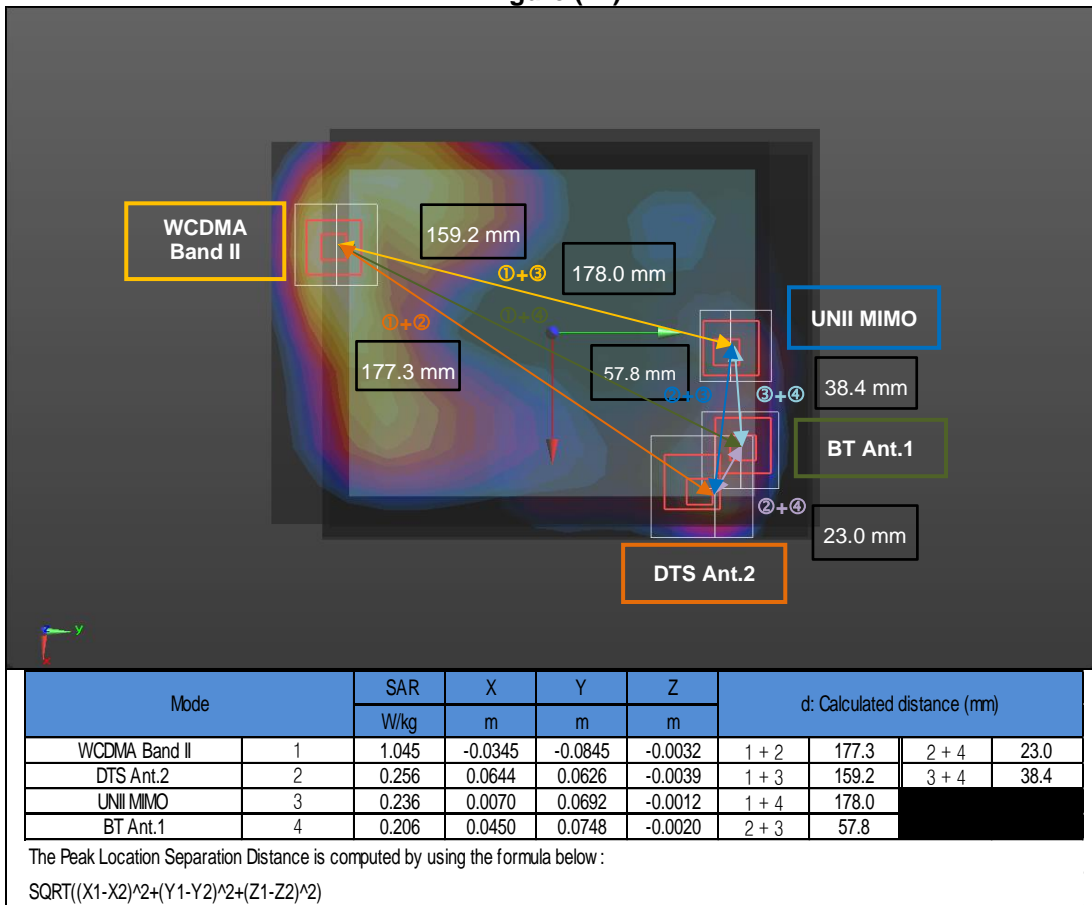 WCDMA
Band II
159.2 mm
①+③
178.0 mm
①+②
①+④
UNII MIMO
177.3 mm
57.8 mm
②+③
③+④
38.4 mm
BT Ant.1
②+④
23.0 mm
DTS Ant.2
y
x
Mode SAR X Y Z d: Calculated distance (mm)
W/kg m m m
WCDMA Band II 1 1.045 -0.0345 -0.0845 -0.0032 1 + 2 177.3 2 + 4 23.0
DTS Ant.2 2 0.256 0.0644 0.0626 -0.0039 1 + 3 159.2 3 + 4 38.4
UNII MIMO 3 0.236 0.0070 0.0692 -0.0012 1 + 4 178.0
BT Ant.1 4 0.206 0.0450 0.0748 -0.0020 2 + 3 57.8
The Peak Location Separation Distance is computed by using the formula below :
SQRT((X1-X2)^2+(Y1-Y2)^2+(Z1-Z2)^2)